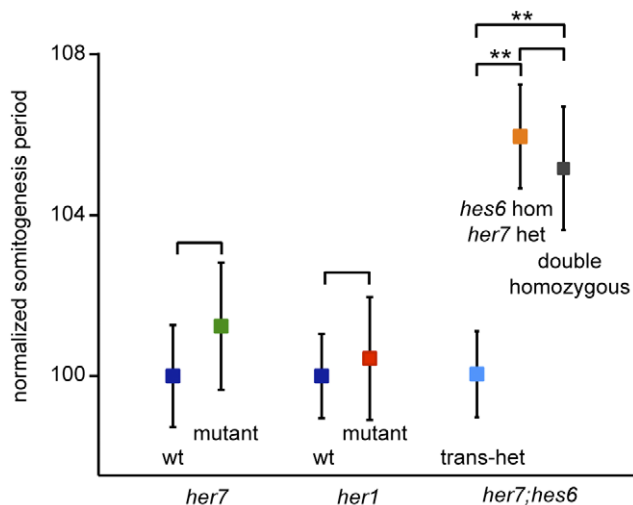 normalized somitogenesis period
108
104
100
**
**
hes6 hom
her7 het
double
homozygous
mutant
wt
mutant
wt
trans-het
her7
her1
her7;hes6